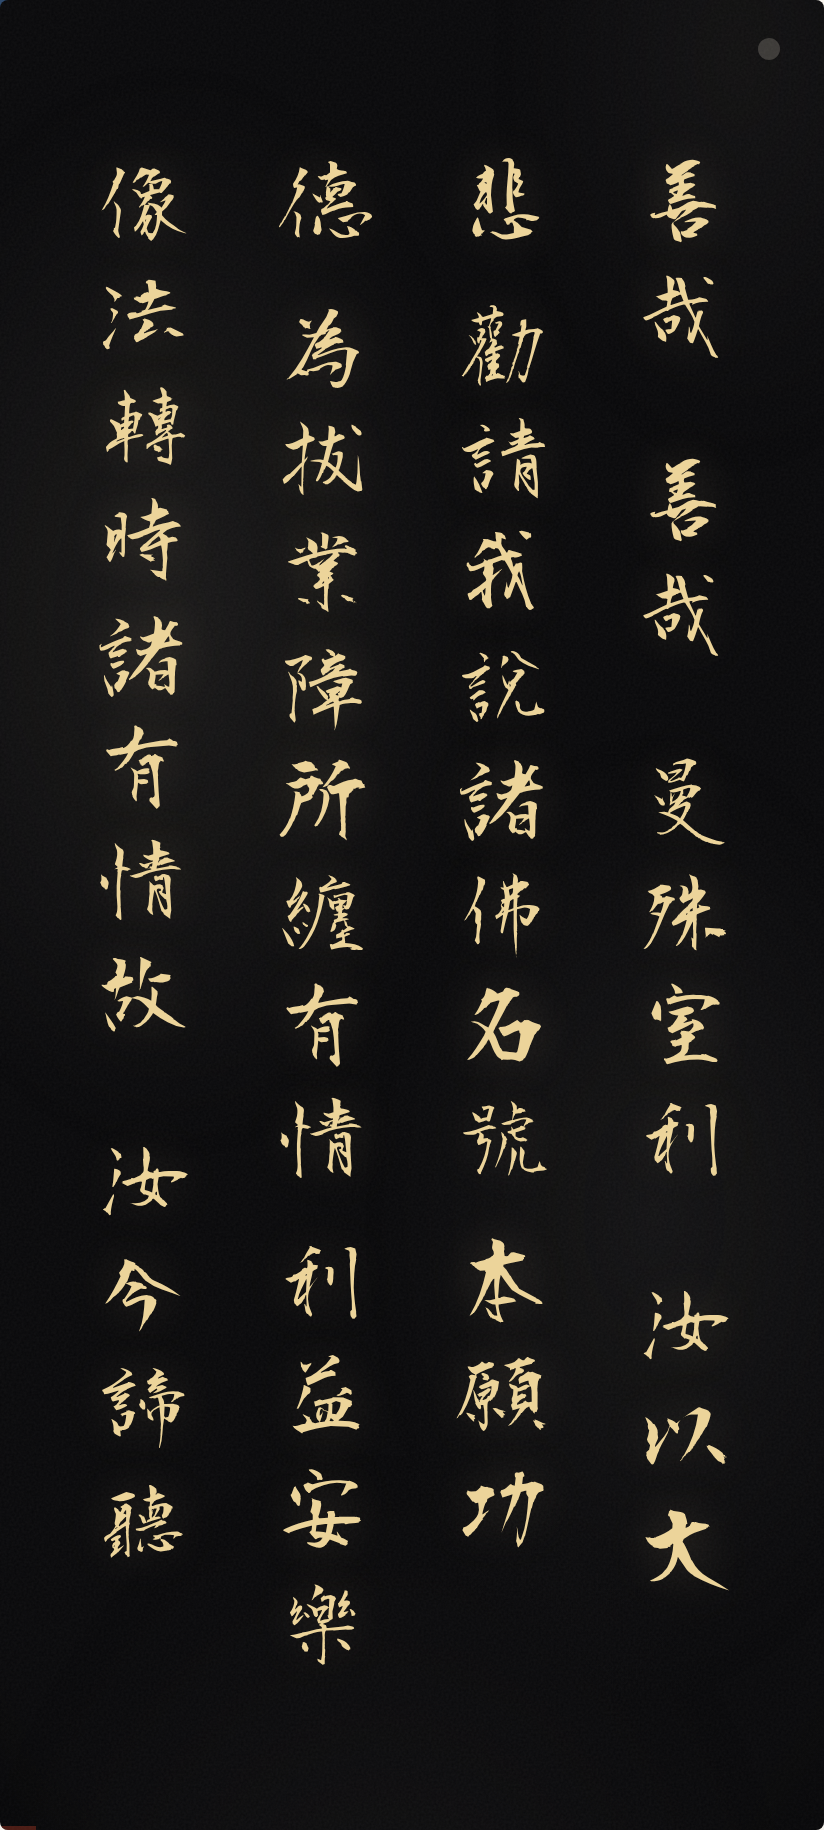 善哉 善哉 曼殊室利 汝以大
悲 勸請我說諸佛名號 本願功
德 為拔業障所纏有情 利益安樂
像法轉時諸有情故 汝今諦聽